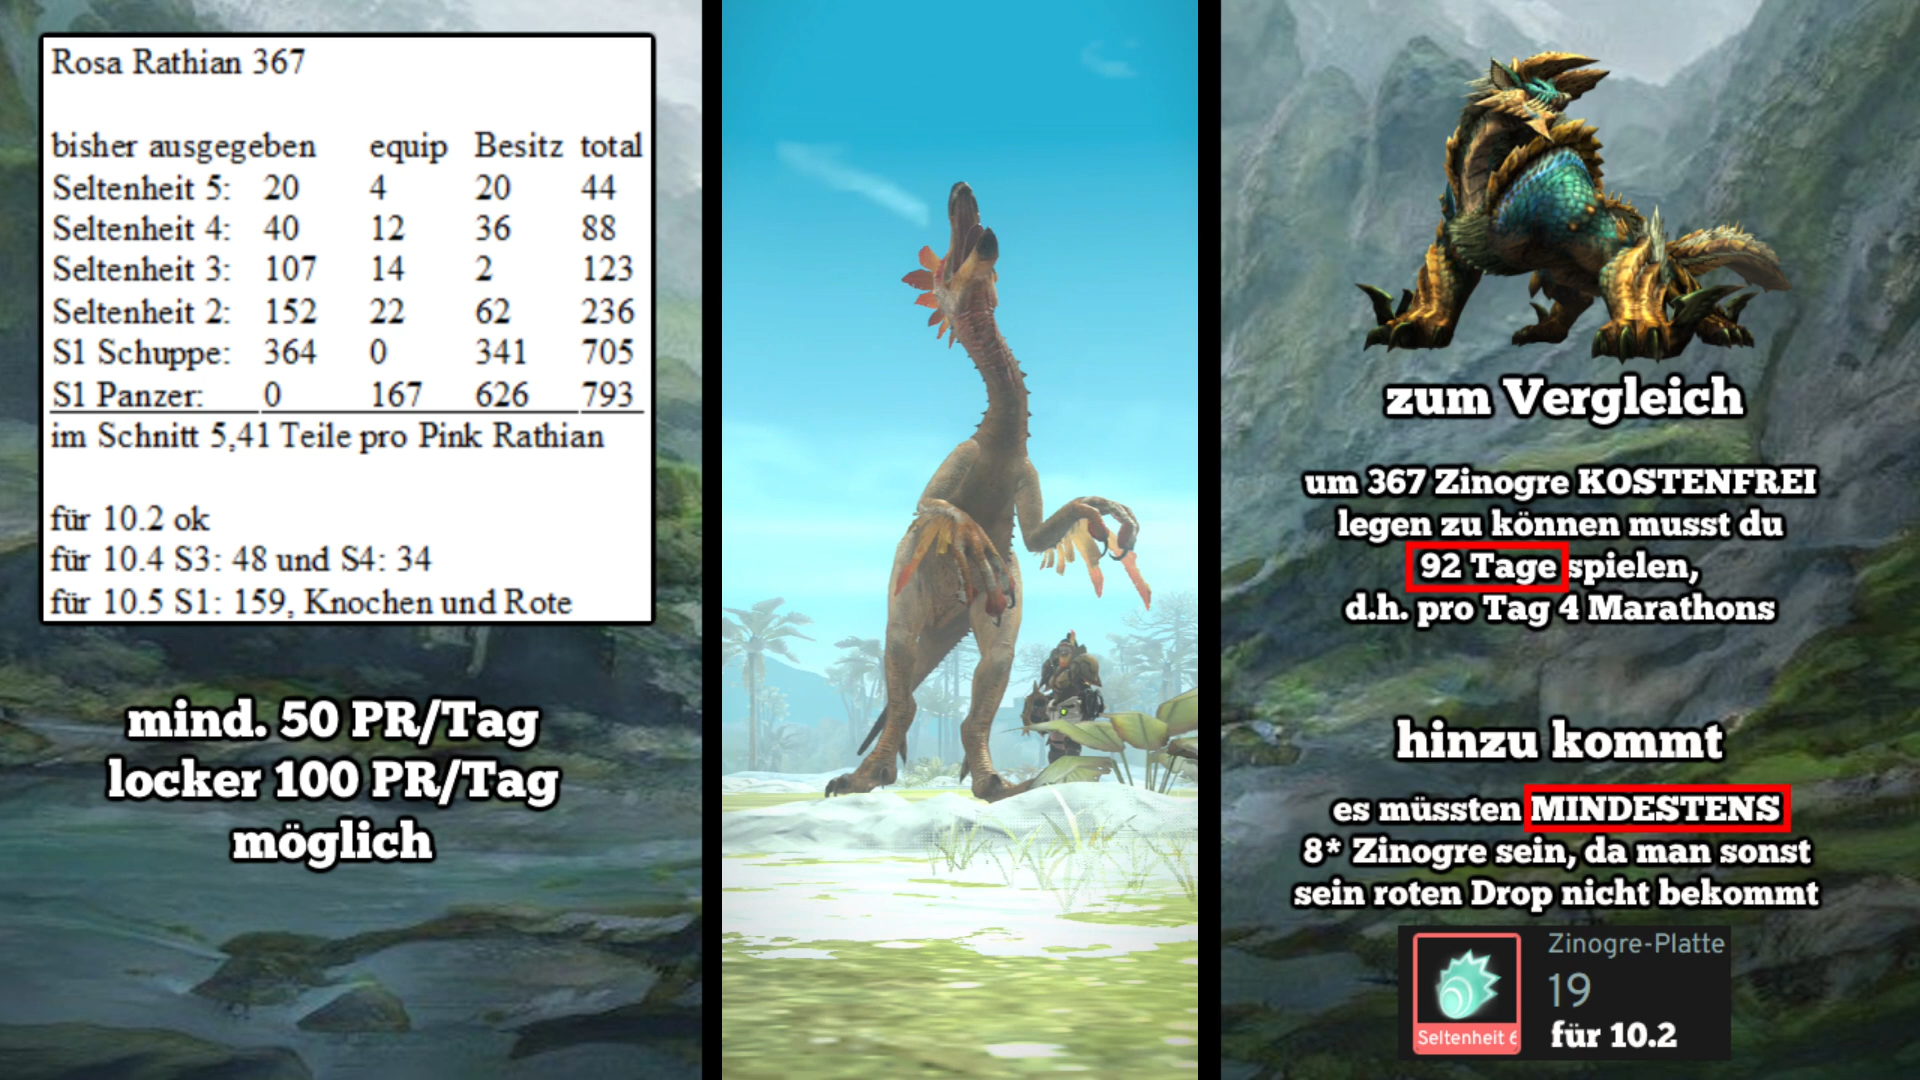 Rosa Rathian 367
bisher ausgegeben equip Besitz total
Seltenheit 5: 20 4 20 44
Seltenheit 4: 40 12 36 88
Seltenheit 3: 107 14 2 123
Seltenheit 2: 152 22 62 236
S1 Schuppe: 364 0 341 705
S1 Panzer: 0 167 626 793
im Schnitt 5,41 Teile pro Pink Rathian
für 10.2 ok
für 10.4 S3: 48 und S4: 34
für 10.5 S1: 159, Knochen und Rote
mind. 50 PR/Tag
locker 100 PR/Tag
möglich
zum Vergleich
um 367 Zinogre KOSTENFREI
legen zu können musst du
92 Tage spielen,
d.h. pro Tag 4 Marathons
hinzu kommt
es müssten MINDESTENS
8* Zinogre sein, da man sonst
sein roten Drop nicht bekommt
Zinogre-Platte
19
Seltenheit 6
für 10.2